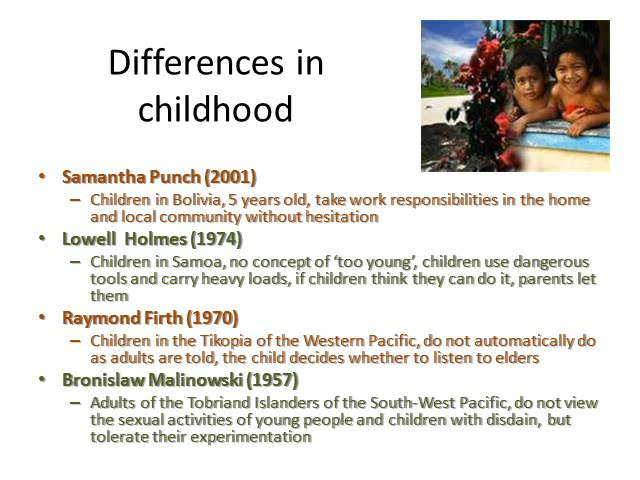 Differences in
childhood
• Samantha Punch (2001)
– Children in Bolivia, 5 years old, take work responsibilities in the home
and local community without hesitation
• Lowell Holmes (1974)
– Children in Samoa, no concept of ‘too young’, children use dangerous
tools and carry heavy loads, if children think they can do it, parents let
them
• Raymond Firth (1970)
– Children in the Tikopia of the Western Pacific, do not automatically do
as adults are told, the child decides whether to listen to elders
• Bronislaw Malinowski (1957)
– Adults of the Tobriand Islanders of the South-West Pacific, do not view
the sexual activities of young people and children with disdain, but
tolerate their experimentation